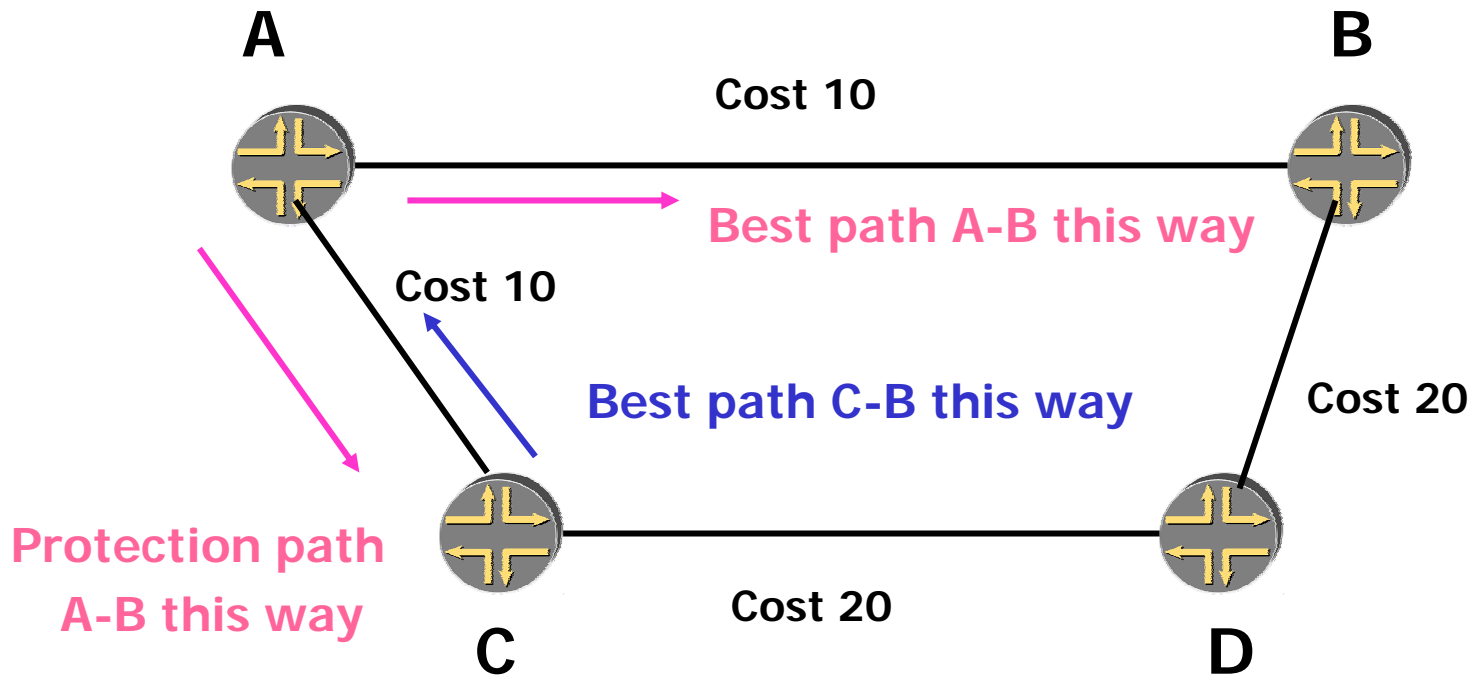 A
B
Cost 10
Best path A-B this way
Cost 10
Best path C-B this way
Cost 20
Protection path
A-B this way
Cost 20
C
D